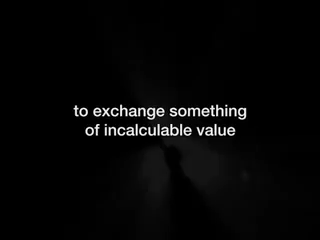 to exchange something
of incalculable value